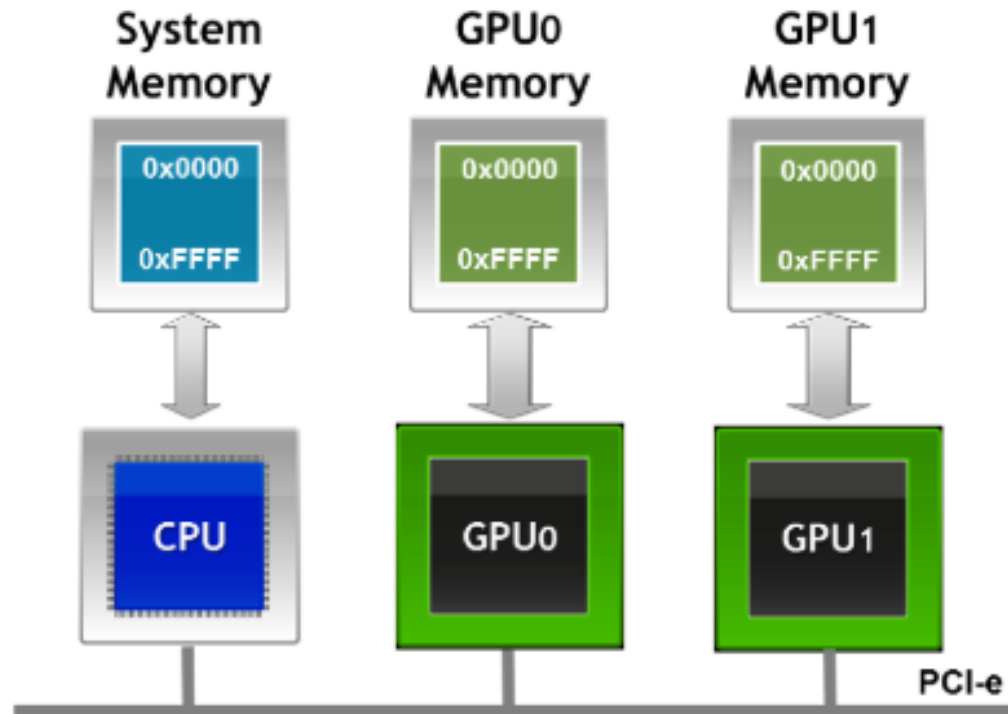 System
Memory
GPU0
Memory
GPU1
Memory
0x0000
0xFFFF
0x0000
0xFFFF
0x0000
0xFFFF
CPU
GPU0
GPU1
PCI-e